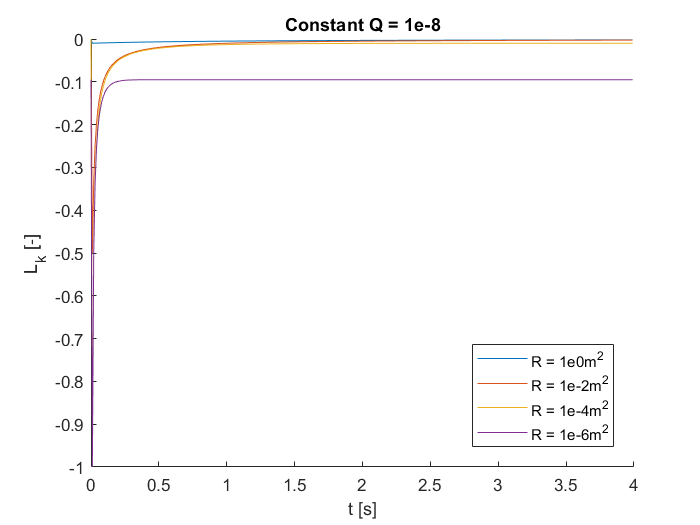 Constant Q = 1e-8
0
-0.1
-0.2
-0.3
-0.4
-0.5
-0.6
-0.7
-0.8
-0.9
-1
L_k [-]
R = 1e0m^2
R = 1e-2m^2
R = 1e-4m^2
R = 1e-6m^2
0 0.5 1 1.5 2 2.5 3 3.5 4
t [s]